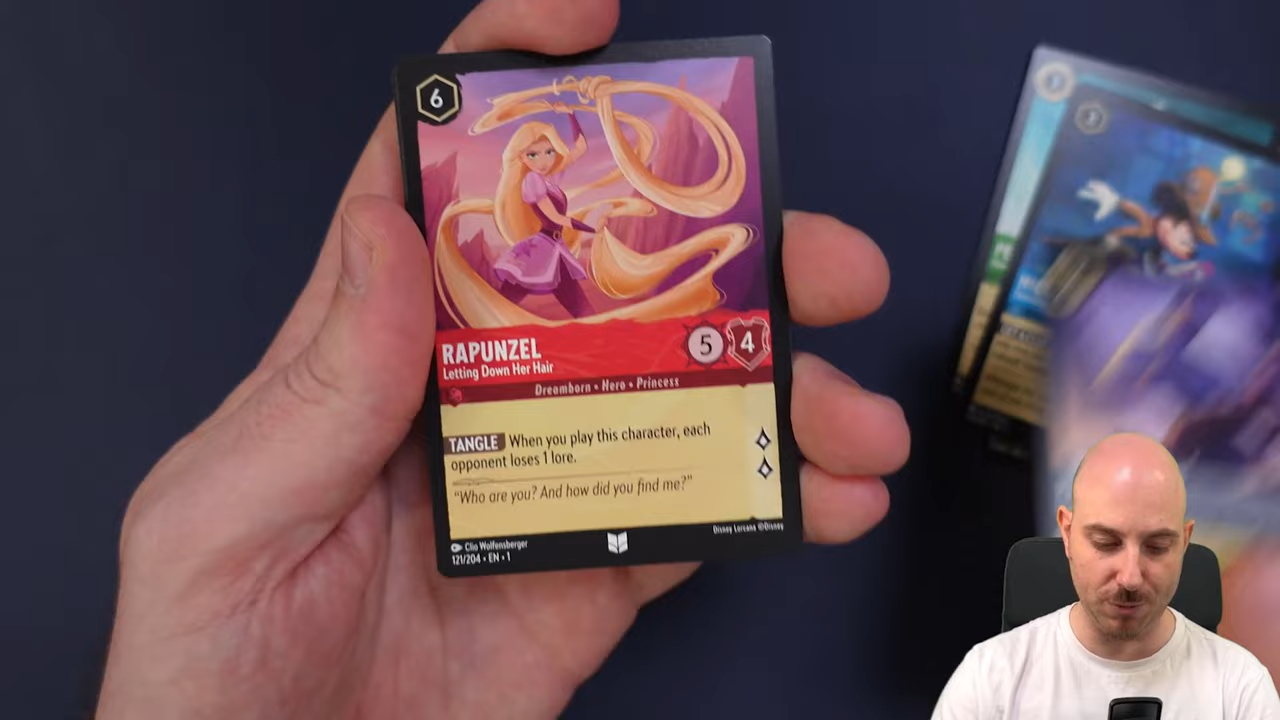 6
RAPUNZEL
Letting Down Her Hair
5
4
Dreamborn • Hero • Princess
TANGLE When you play this character, each
opponent loses 1 lore.
"Who are you? And how did you find me?"
Clio Wolfensberger
Disney Lorcana ©Disney
121/204 • EN • 1